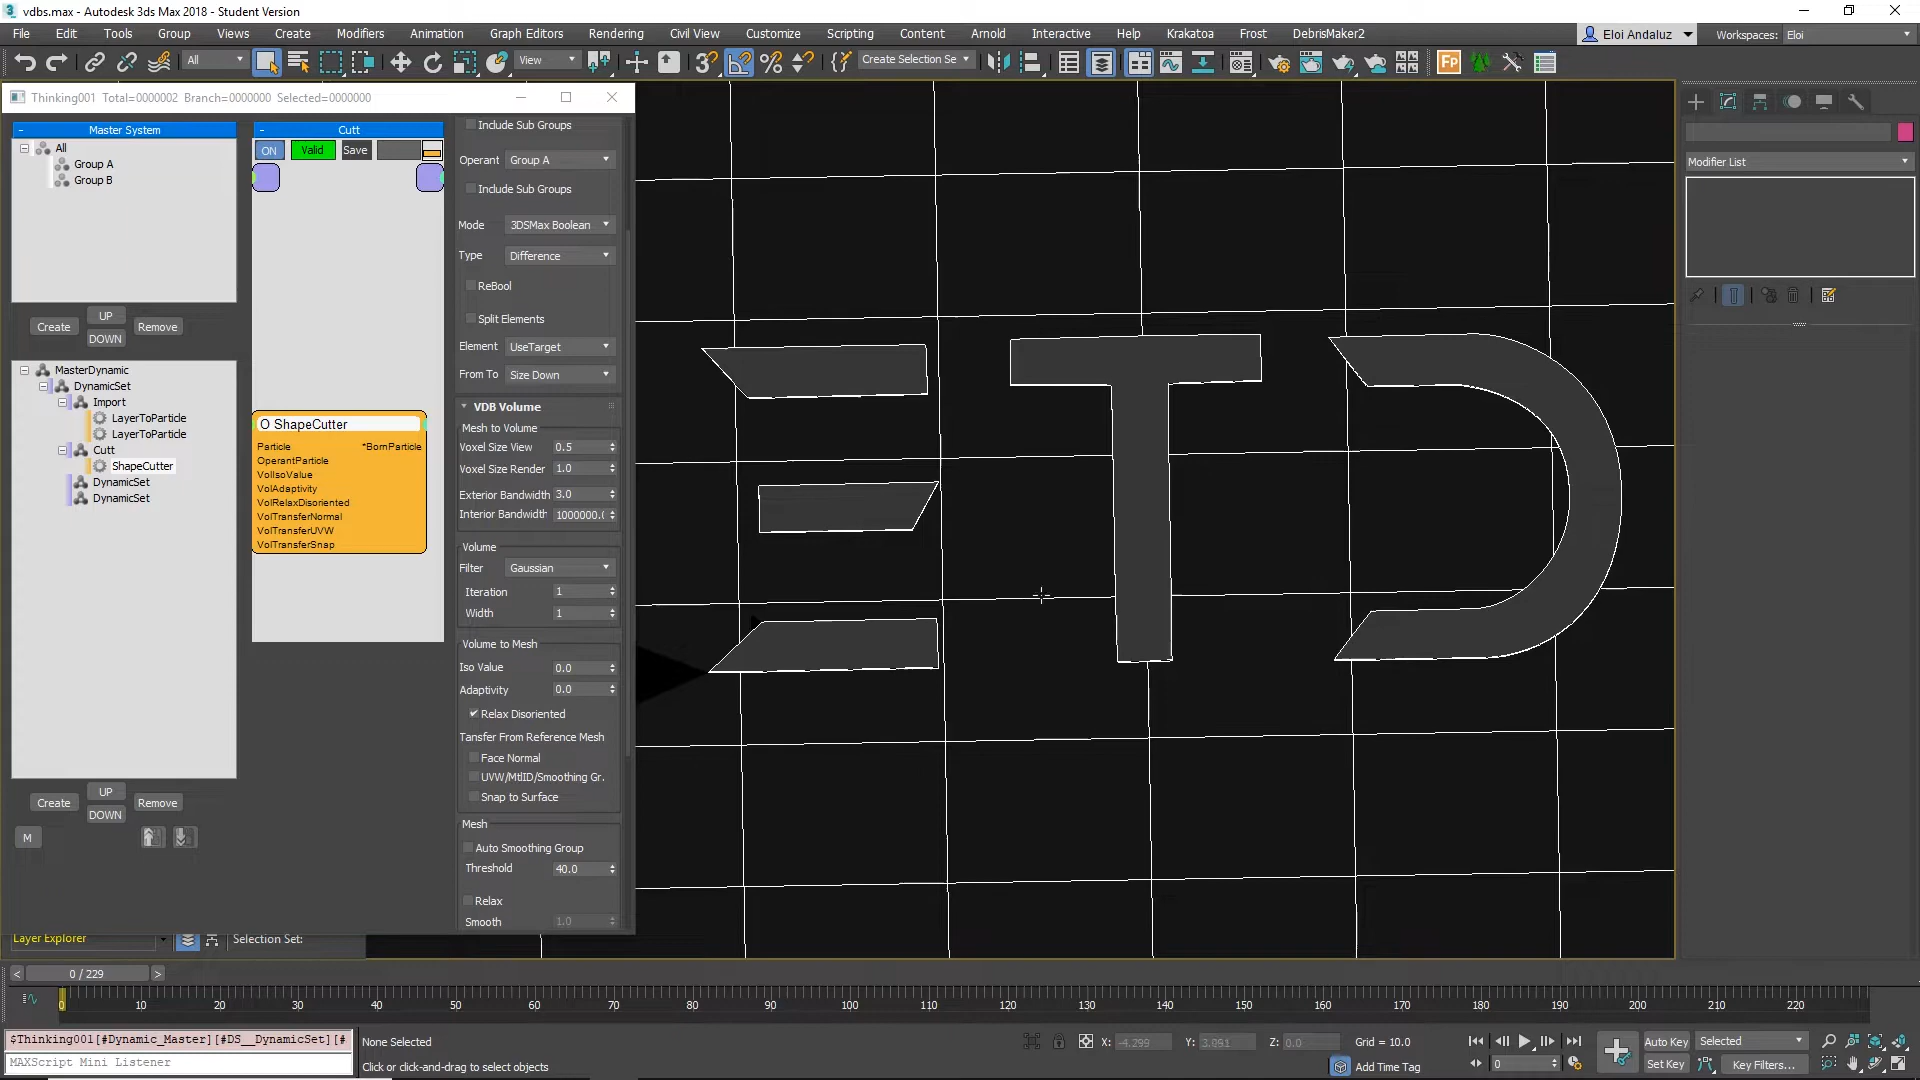 vdbs.max - Autodesk 3ds Max 2018 - Student Version
File Edit Tools Group Views Create Modifiers Animation Graph Editors Rendering Civil View Customize Scripting Content Arnold Interactive Help Krakatoa Frost DebrisMaker2 Eloi Andaluz Workspaces: Eloi
All View Create Selection Se
Thinking001 Total=0000002 Branch=0000000 Selected=0000000
Master System
All
Group A
Group B
Create UP Remove
DOWN
MasterDynamic
DynamicSet
Import
LayerToParticle
LayerToParticle
Cutt
ShapeCutter
DynamicSet
DynamicSet
Create UP Remove
DOWN
M
Cutt
ON Valid Save
O ShapeCutter
Particle *BornParticle
OperantParticle
VolIsoValue
VolAdaptivity
VolRelaxDisoriented
VolTransferNormal
VolTransferUVW
VolTransferSnap
Include Sub Groups
Operant Group A
Include Sub Groups
Mode 3DSMax Boolean
Type Difference
ReBool
Split Elements
Element UseTarget
From To Size Down
VDB Volume
Mesh to Volume
Voxel Size View 0.5
Voxel Size Render 1.0
Exterior Bandwidth 3.0
Interior Bandwidth 1000000.
Volume
Filter Gaussian
Iteration 1
Width 1
Volume to Mesh
Iso Value 0.0
Adaptivity 0.0
Relax Disoriented
Tansfer From Reference Mesh
Face Normal
UVW/MtlID/Smoothing Gr.
Snap to Surface
Mesh
Auto Smoothing Group
Threshold 40.0
Relax
Smooth 1.0
ETD
Modifier List
Layer Explorer Selection Set:
< 0 / 229 >
0 10 20 30 40 50 60 70 80 90 100 110 120 130 140 150 160 170 180 190 200 210 220
$Thinking001[#Dynamic_Master][#DS__DynamicSet][#
MAXScript Mini Listener
None Selected
Click or click-and-drag to select objects
X: -4.299 Y: 3.091 Z: 0.0 Grid = 10.0
Add Time Tag
0
Auto Key Selected
Set Key Key Filters...